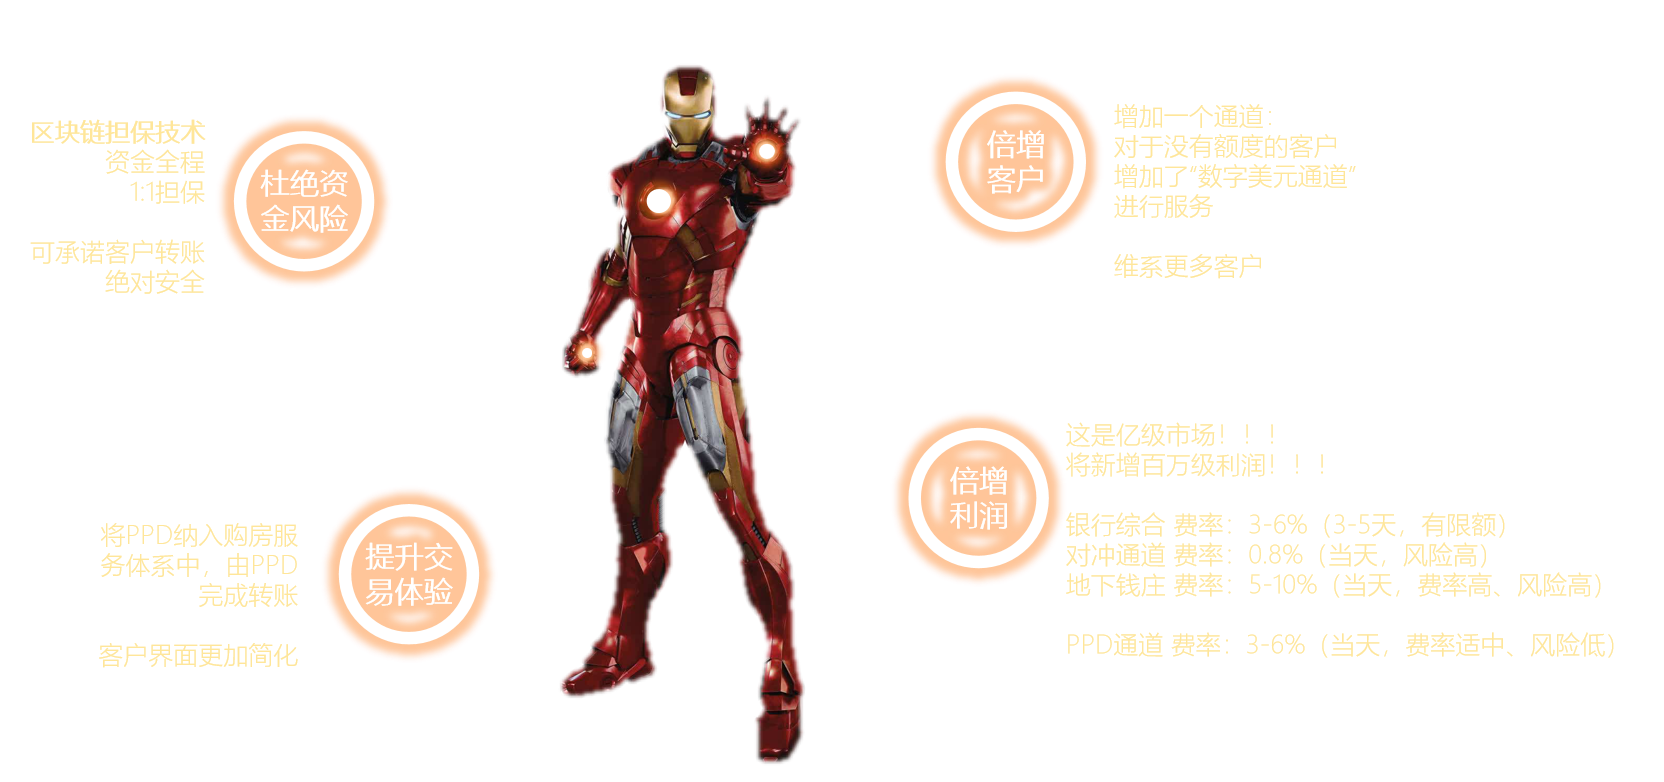 区块链担保技术
资金全程
1:1担保
可承诺客户转账
绝对安全
杜绝资
金风险
倍增
客户
增加一个通道：
对于没有额度的客户
增加了“数字美元通道”
进行服务
维系更多客户
将PPD纳入购房服
务体系中，由PPD
完成转账
客户界面更加简化
提升交
易体验
倍增
利润
这是亿级市场！！！
将新增百万级利润！！！
银行综合 费率：3-6%（3-5天，有限额）
对冲通道 费率：0.8%（当天，风险高）
地下钱庄 费率：5-10%（当天，费率高、风险高）
PPD通道 费率：3-6%（当天，费率适中、风险低）